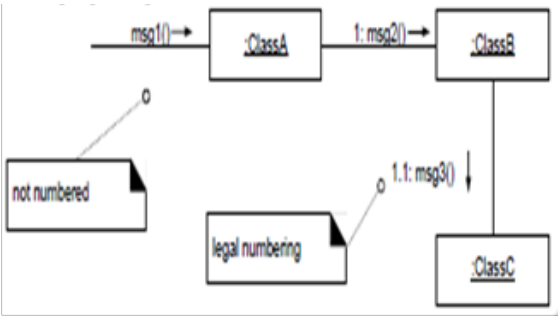 msg1()
:ClassA
1: msg2()
:ClassB
not numbered
1.1: msg3()
legal numbering
:ClassC